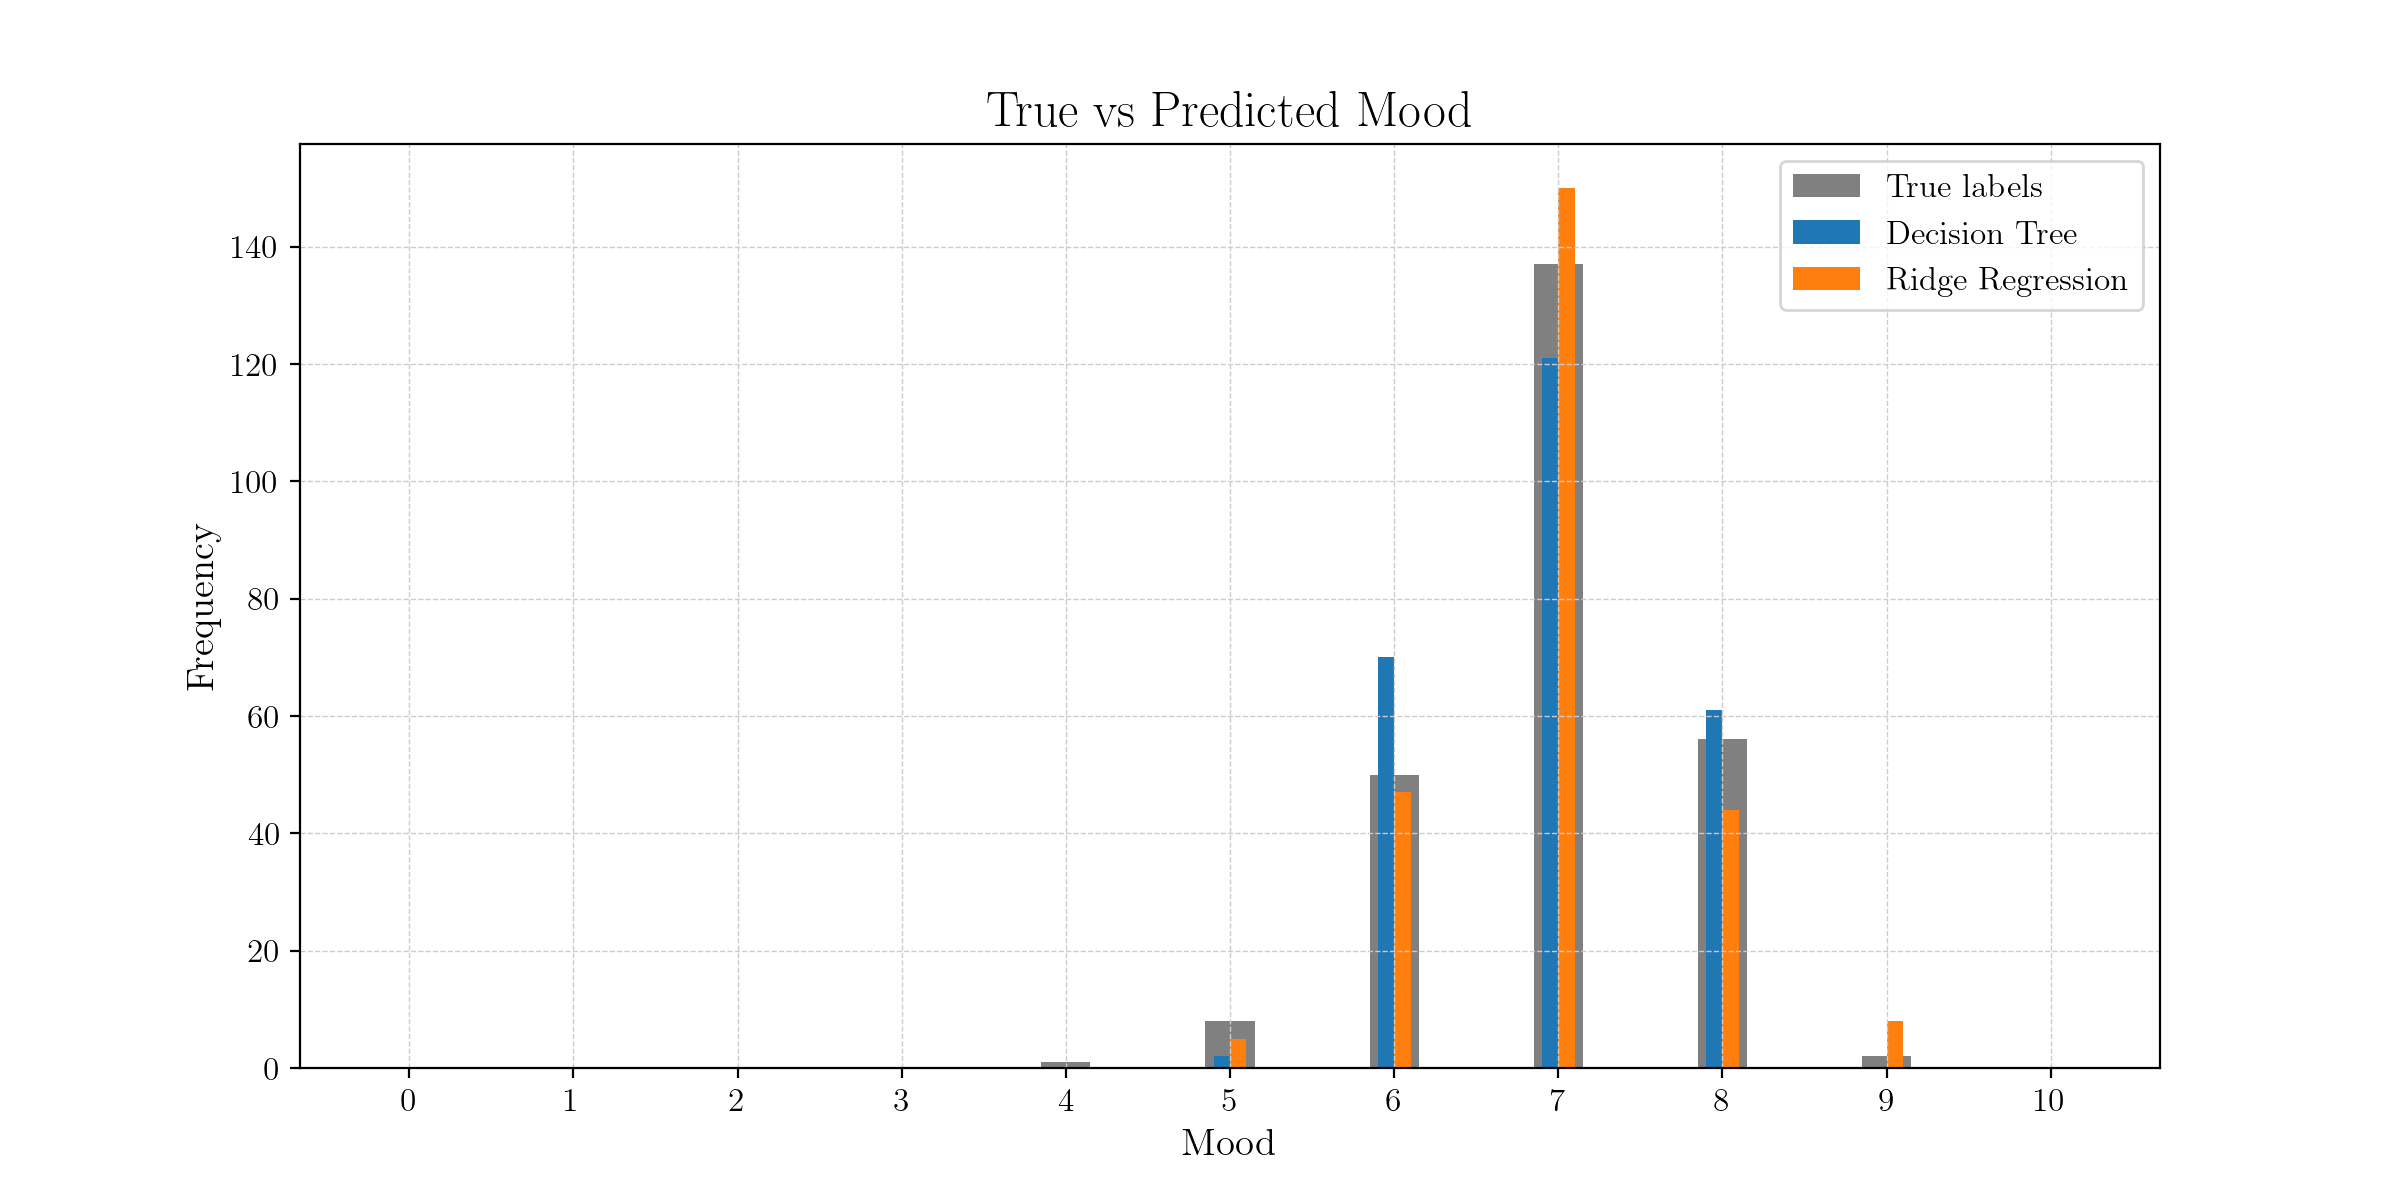 True vs Predicted Mood
True labels
Decision Tree
Ridge Regression
Frequency
140
120
100
80
60
40
20
0
0 1 2 3 4 5 6 7 8 9 10
Mood